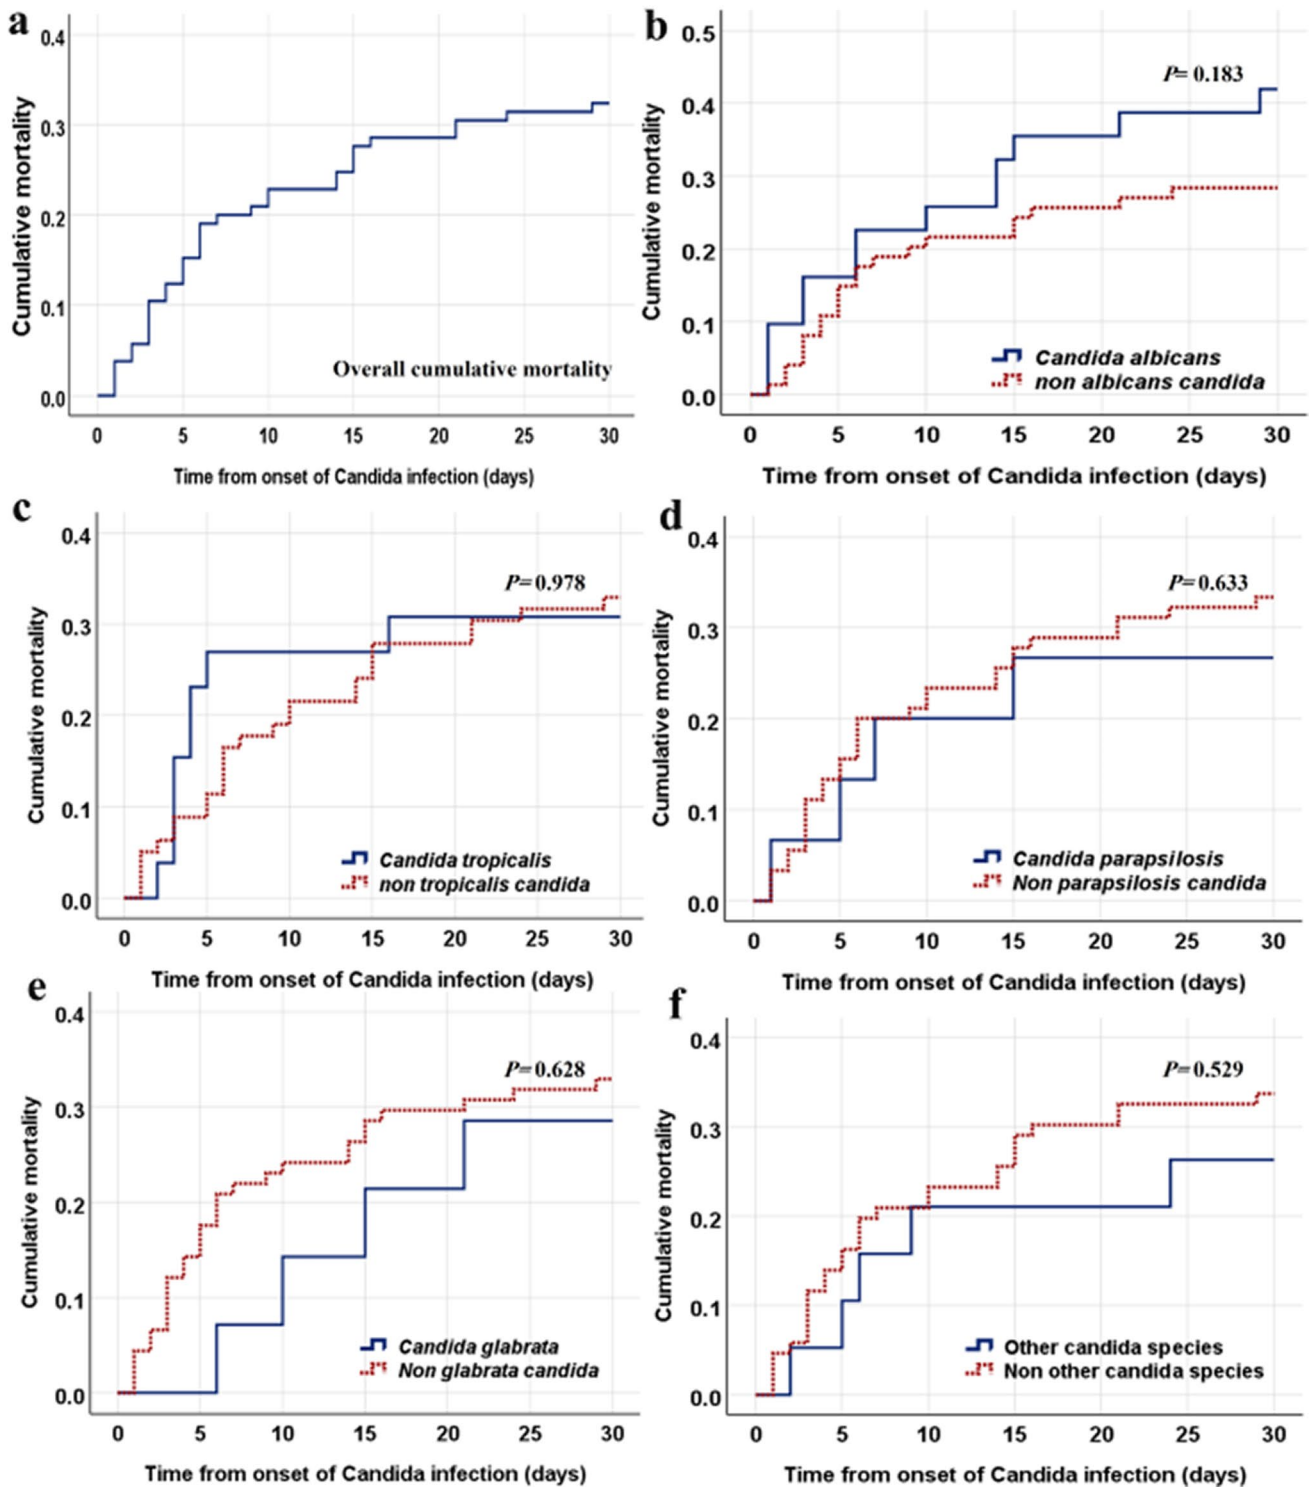 a
0.4
0.3
0.2
0.1
0.0
Cumulative mortality
Overall cumulative mortality
0 5 10 15 20 25 30
Time from onset of Candida infection (days)
b
0.5
0.4
0.3
0.2
0.1
0.0
Cumulative mortality
P= 0.183
Candida albicans
non albicans candida
0 5 10 15 20 25 30
Time from onset of Candida infection (days)
c
0.4
0.3
0.2
0.1
0.0
Cumulative mortality
P=0.978
Candida tropicalis
non tropicalis candida
0 5 10 15 20 25 30
Time from onset of Candida infection (days)
d
0.4
0.3
0.2
0.1
0.0
Cumulative mortality
P=0.633
Candida parapsilosis
Non parapsilosis candida
0 5 10 15 20 25 30
Time from onset of Candida infection (days)
e
0.4
0.3
0.2
0.1
0.0
Cumulative mortality
P=0.628
Candida glabrata
Non glabrata candida
0 5 10 15 20 25 30
Time from onset of Candida infection (days)
f
0.4
0.3
0.2
0.1
0.0
Cumulative mortality
P=0.529
Other candida species
Non other candida species
0 5 10 15 20 25 30
Time from onset of Candida infection (days)